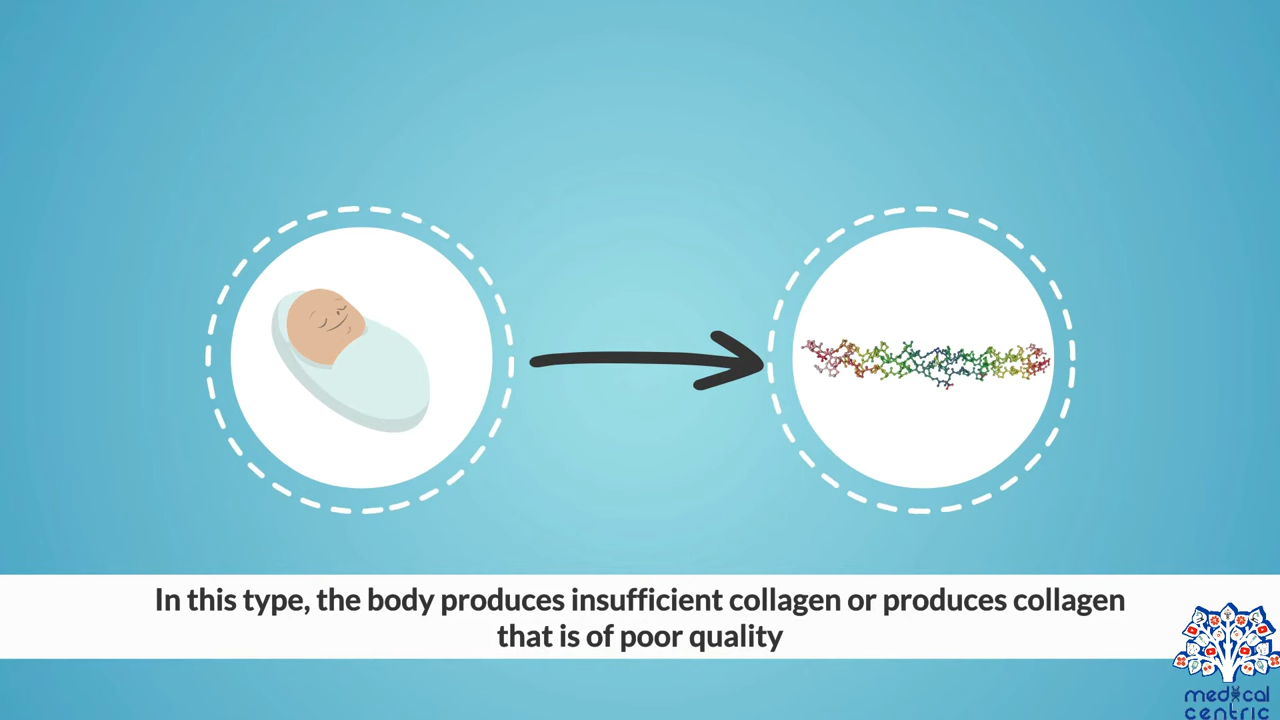 In this type, the body produces insufficient collagen or produces collagen
that is of poor quality
medical
centric